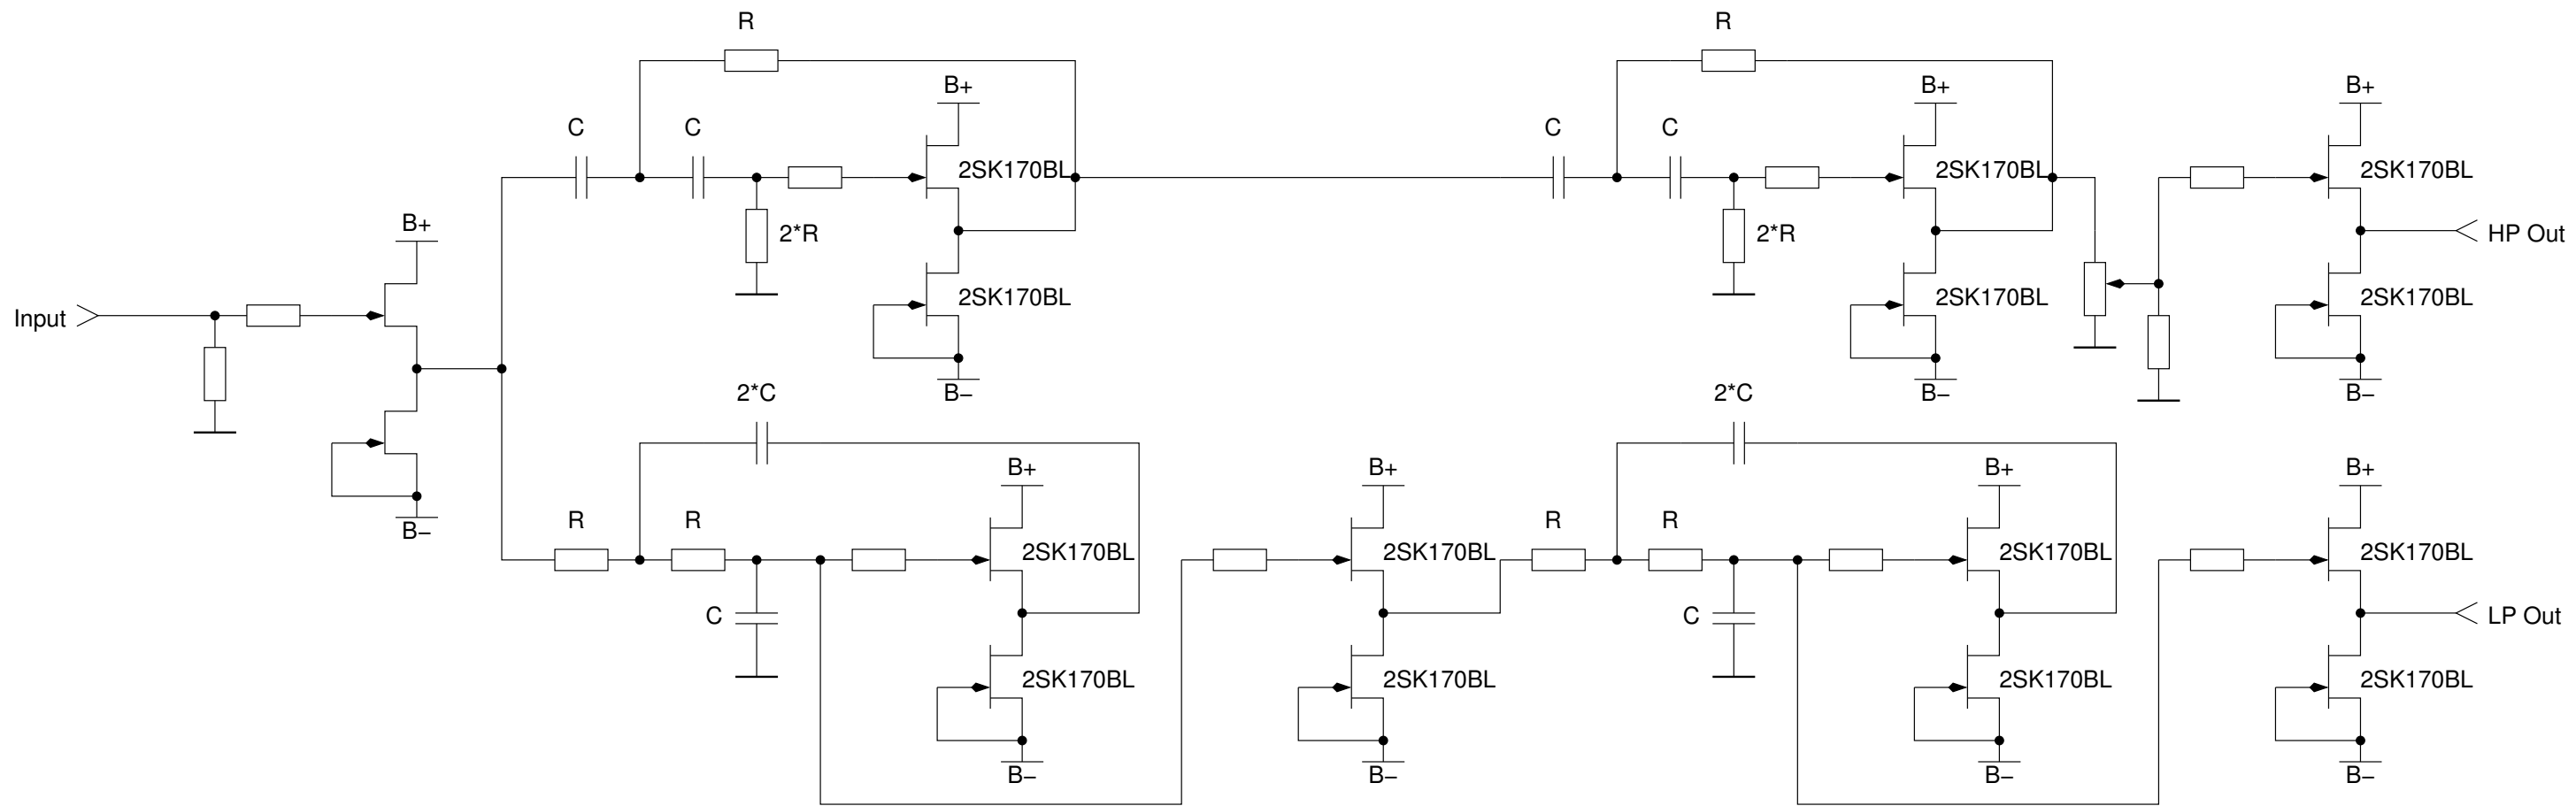 R
R
B+
B+
B+
C
C
C
C
2SK170BL
2SK170BL
2SK170BL
B+
2*R
2*R
HP Out
2SK170BL
2SK170BL
2SK170BL
Input
B–
B–
B–
2*C
2*C
B+
B+
B+
B+
B–
R
R
R
R
2SK170BL
2SK170BL
2SK170BL
2SK170BL
C
C
LP Out
2SK170BL
2SK170BL
2SK170BL
2SK170BL
B–
B–
B–
B–